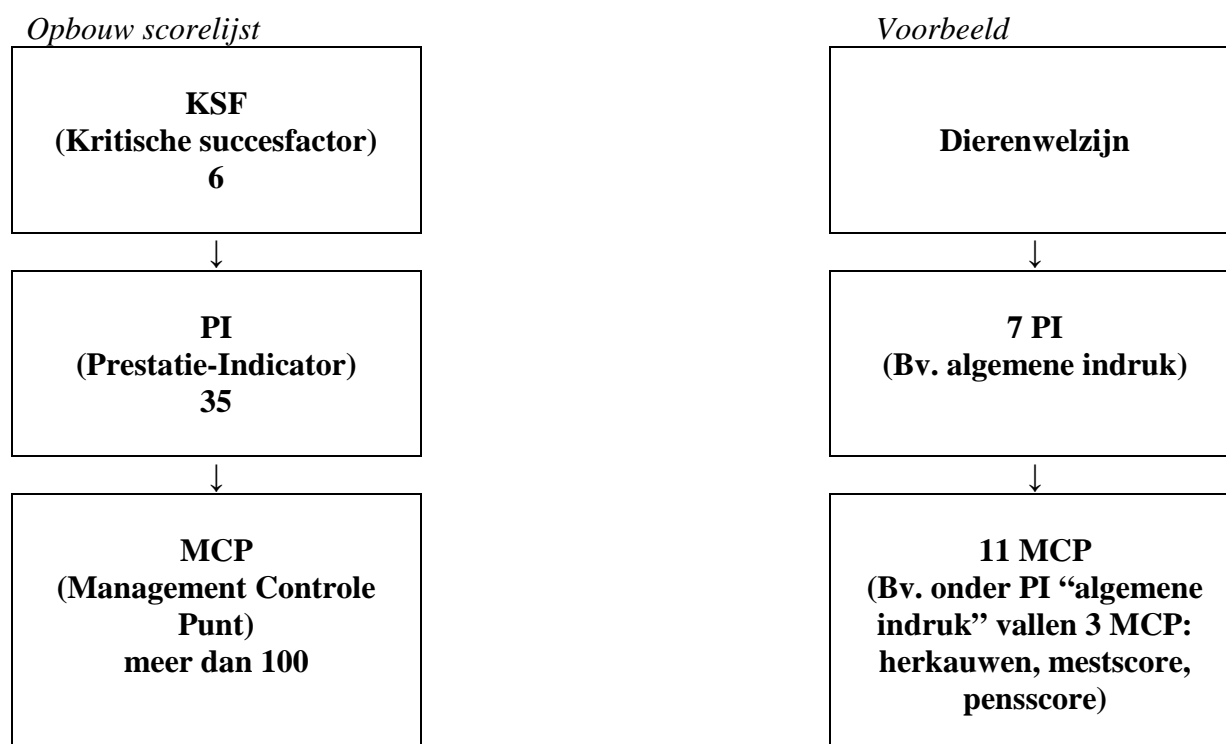 Opbouw scorelijst
KSF
(Kritische succesfactor)
6
↓
PI
(Prestatie-Indicator)
35
↓
MCP
(Management Controle
Punt)
meer dan 100
Voorbeeld
Dierenwelzijn
↓
7 PI
(Bv. algemene indruk)
↓
11 MCP
(Bv. onder PI “algemene
indruk” vallen 3 MCP:
herkauwen, mestscore,
pensscore)